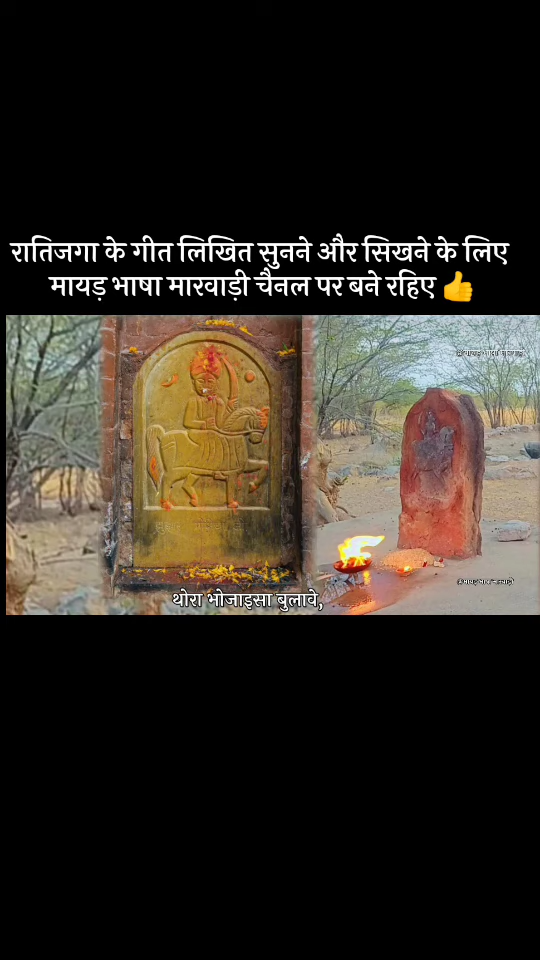 रातिजगा के गीत लिखित सुनने और सिखने के लिए
मायड़ भाषा मारवाड़ी चैनल पर बने रहिए 👍
थोरा भोजाइसा बुलावे,